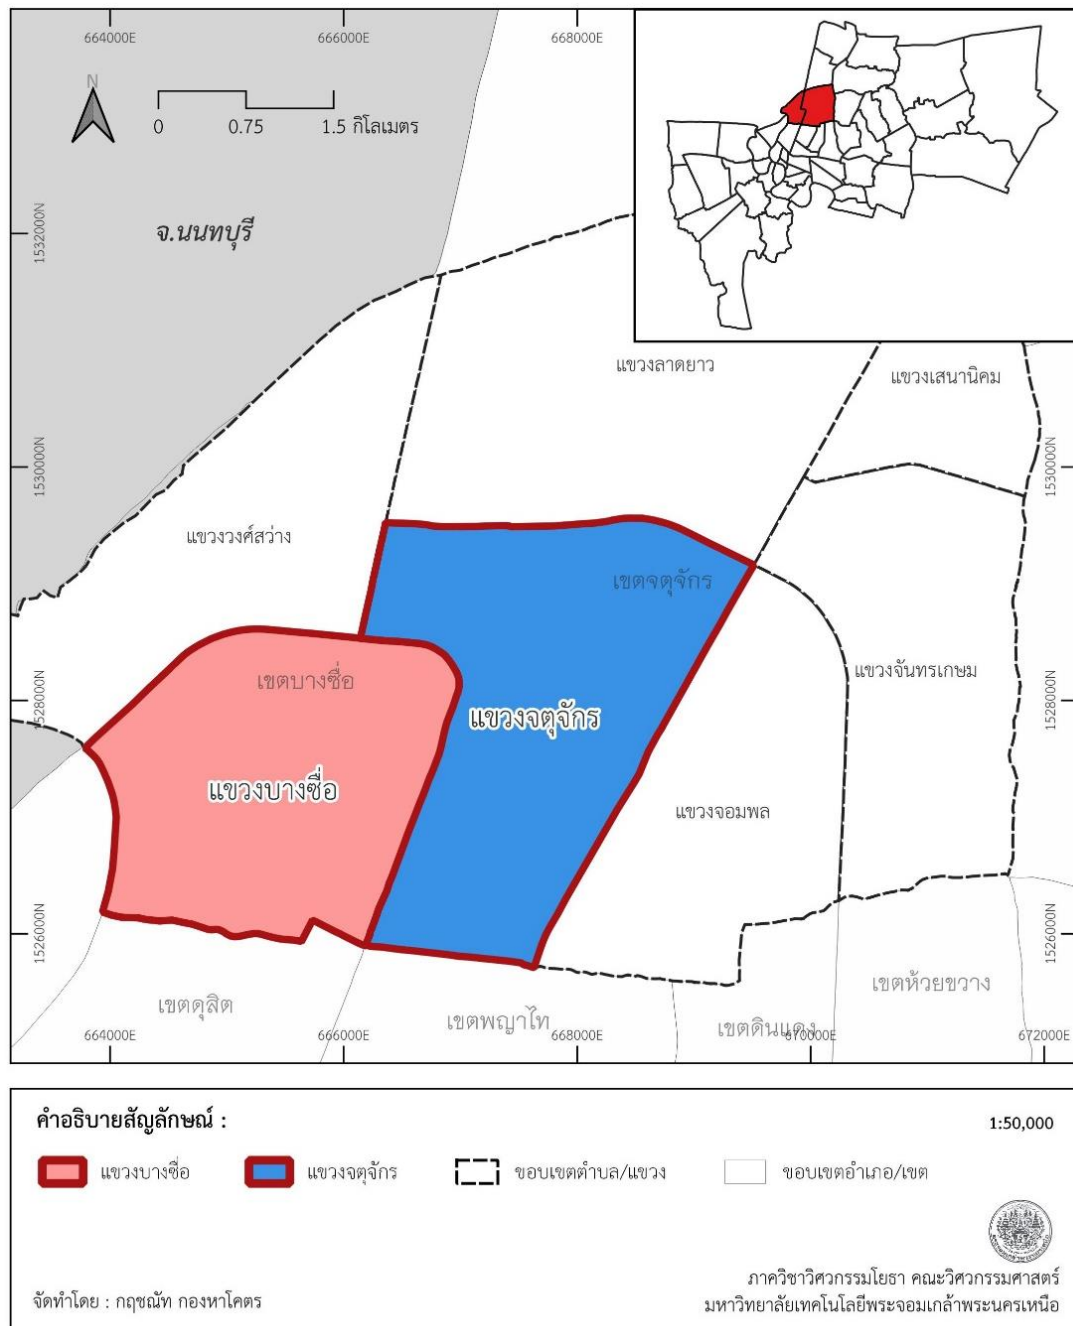 664000E
666000E
668000E
N
0 0.75 1.5 กิโลเมตร
1532000N
จ.นนทบุรี
แขวงลาดยาว
แขวงเสนานิคม
1530000N
1530000N
แขวงวงศ์สว่าง
เขตจตุจักร
เขตบางซื่อ
แขวงจันทรเกษม
1528000N
1528000N
แขวงจตุจักร
แขวงบางซื่อ
แขวงจอมพล
1526000N
1526000N
เขตดุสิต
เขตพญาไท
เขตดินแดง
เขตห้วยขวาง
664000E
666000E
668000E
670000E
672000E
คำอธิบายสัญลักษณ์ :
1:50,000
แขวงบางซื่อ
แขวงจตุจักร
ขอบเขตตำบล/แขวง
ขอบเขตอำเภอ/เขต
ภาควิชาวิศวกรรมโยธา คณะวิศวกรรมศาสตร์
จัดทำโดย : กฤชณัท กองหาโคตร
มหาวิทยาลัยเทคโนโลยีพระจอมเกล้าพระนครเหนือ